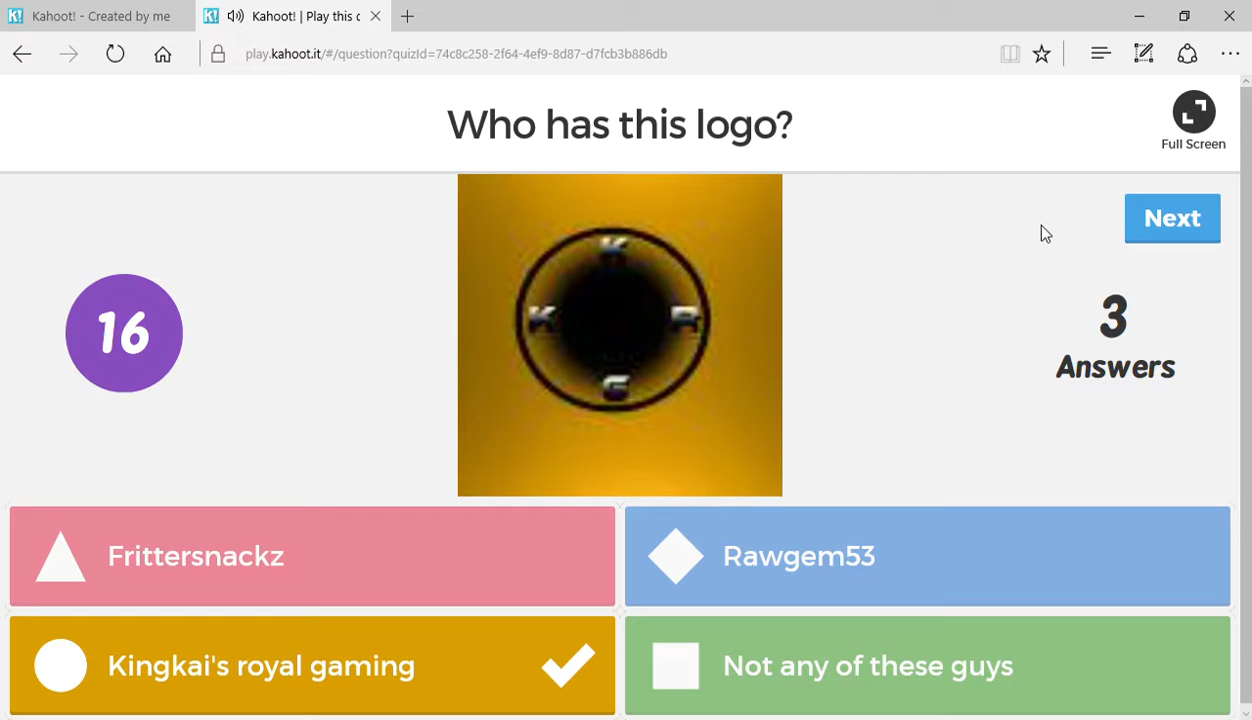 Kahoot! - Created by me
Kahoot! | Play this c
play.kahoot.it/#/question?quizId=74c8c258-2f64-4ef9-8d87-d7fcb3b886db
Who has this logo?
Full Screen
Next
16
K
K R
G
3
Answers
Frittersnackz
Rawgem53
Kingkai's royal gaming
Not any of these guys